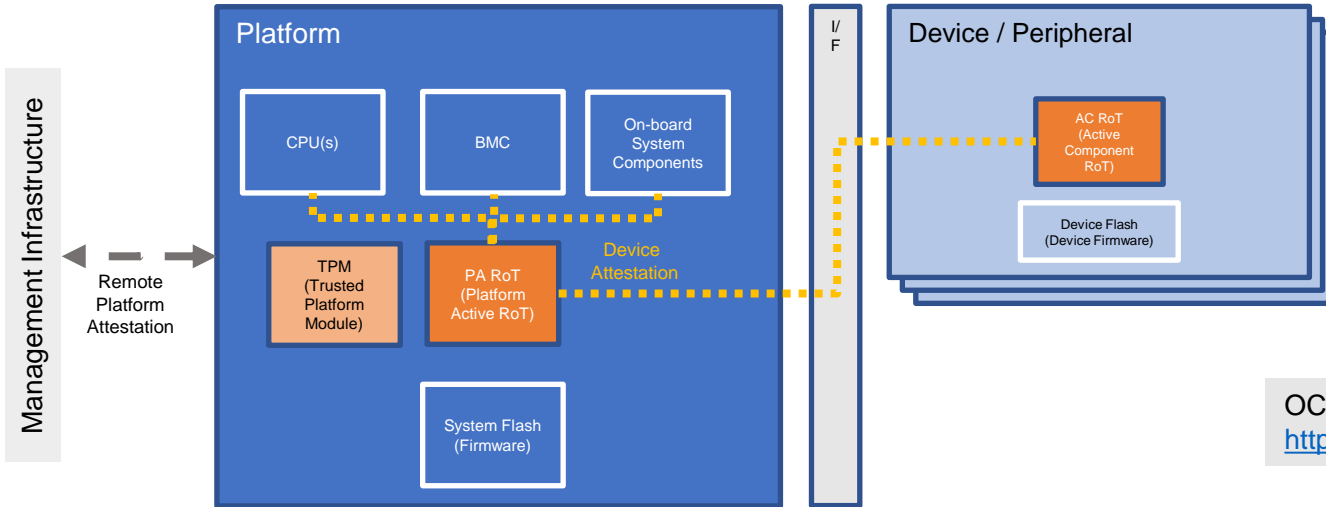 Management Infrastructure
Remote
Platform
Attestation
Platform
CPU(s)
BMC
On-board
System
Components
TPM
(Trusted
Platform
Module)
PA RoT
(Platform
Active RoT)
Device
Attestation
System Flash
(Firmware)
I/
F
Device / Peripheral
AC RoT
(Active
Component
RoT)
Device Flash
(Device Firmware)
OC
http